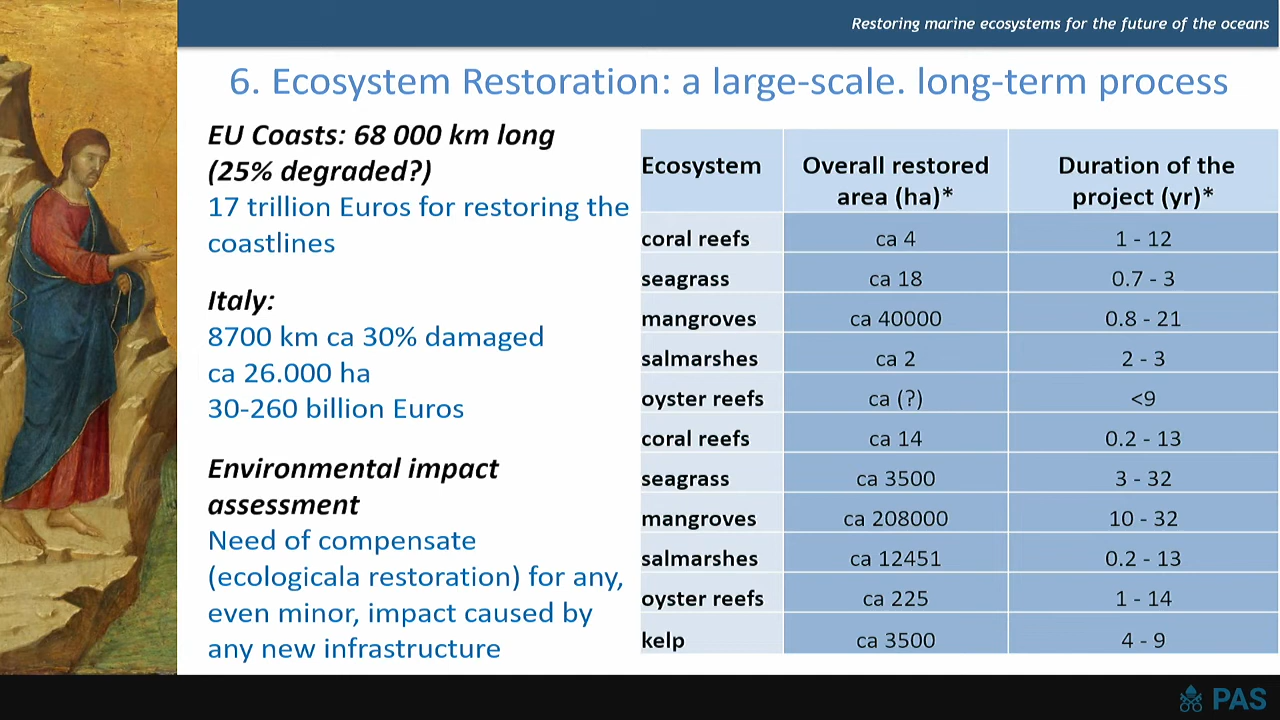 Restoring marine ecosystems for the future of the oceans
6. Ecosystem Restoration: a large-scale. long-term process
EU Coasts: 68 000 km long
(25% degraded?)
17 trillion Euros for restoring the
coastlines
Italy:
8700 km ca 30% damaged
ca 26.000 ha
30-260 billion Euros
Environmental impact
assessment
Need of compensate
(ecologicala restoration) for any,
even minor, impact caused by
any new infrastructure
Ecosystem Overall restored area (ha)* Duration of the project (yr)*
coral reefs ca 4 1 - 12
seagrass ca 18 0.7 - 3
mangroves ca 40000 0.8 - 21
salmarshes ca 2 2 - 3
oyster reefs ca (?) <9
coral reefs ca 14 0.2 - 13
seagrass ca 3500 3 - 32
mangroves ca 208000 10 - 32
salmarshes ca 12451 0.2 - 13
oyster reefs ca 225 1 - 14
kelp ca 3500 4 - 9
PAS